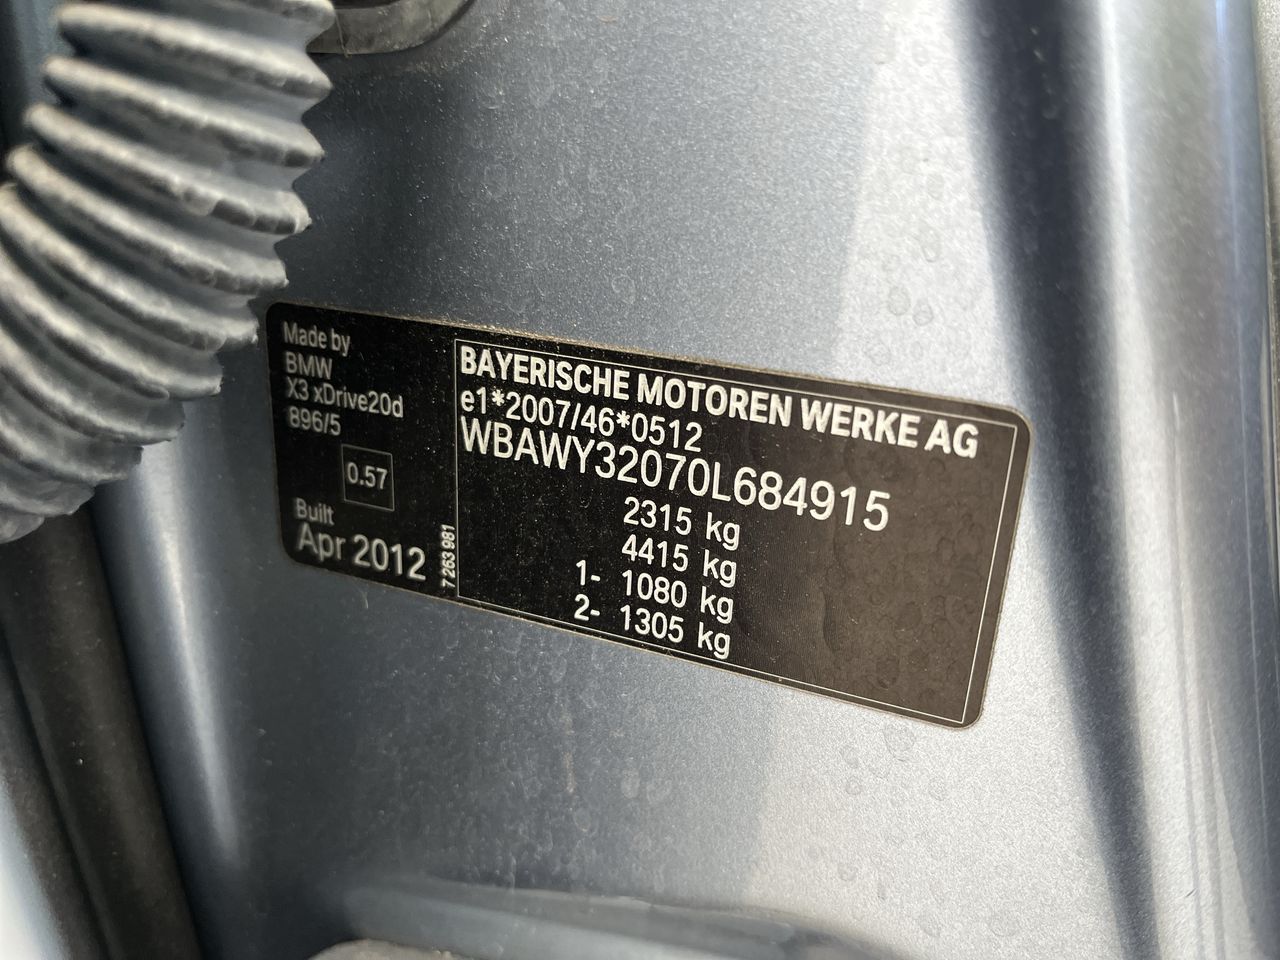 Made by
BMW
X3 xDrive20d
896/5
0.57
Built
Apr 2012
7 263 981
BAYERISCHE MOTOREN WERKE AG
e1*2007/46*0512
WBAWY32070L684915
2315 kg
4415 kg
1- 1080 kg
2- 1305 kg